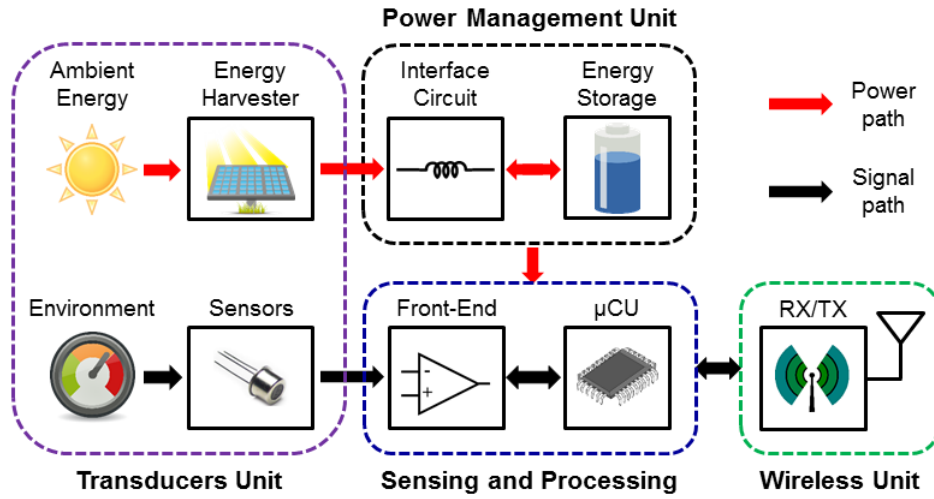 Power Management Unit
Ambient
Energy
Energy
Harvester
Interface
Circuit
Energy
Storage
Power
path
Signal
path
Environment
Sensors
Front-End
µCU
RX/TX
-
+
Transducers Unit
Sensing and Processing
Wireless Unit